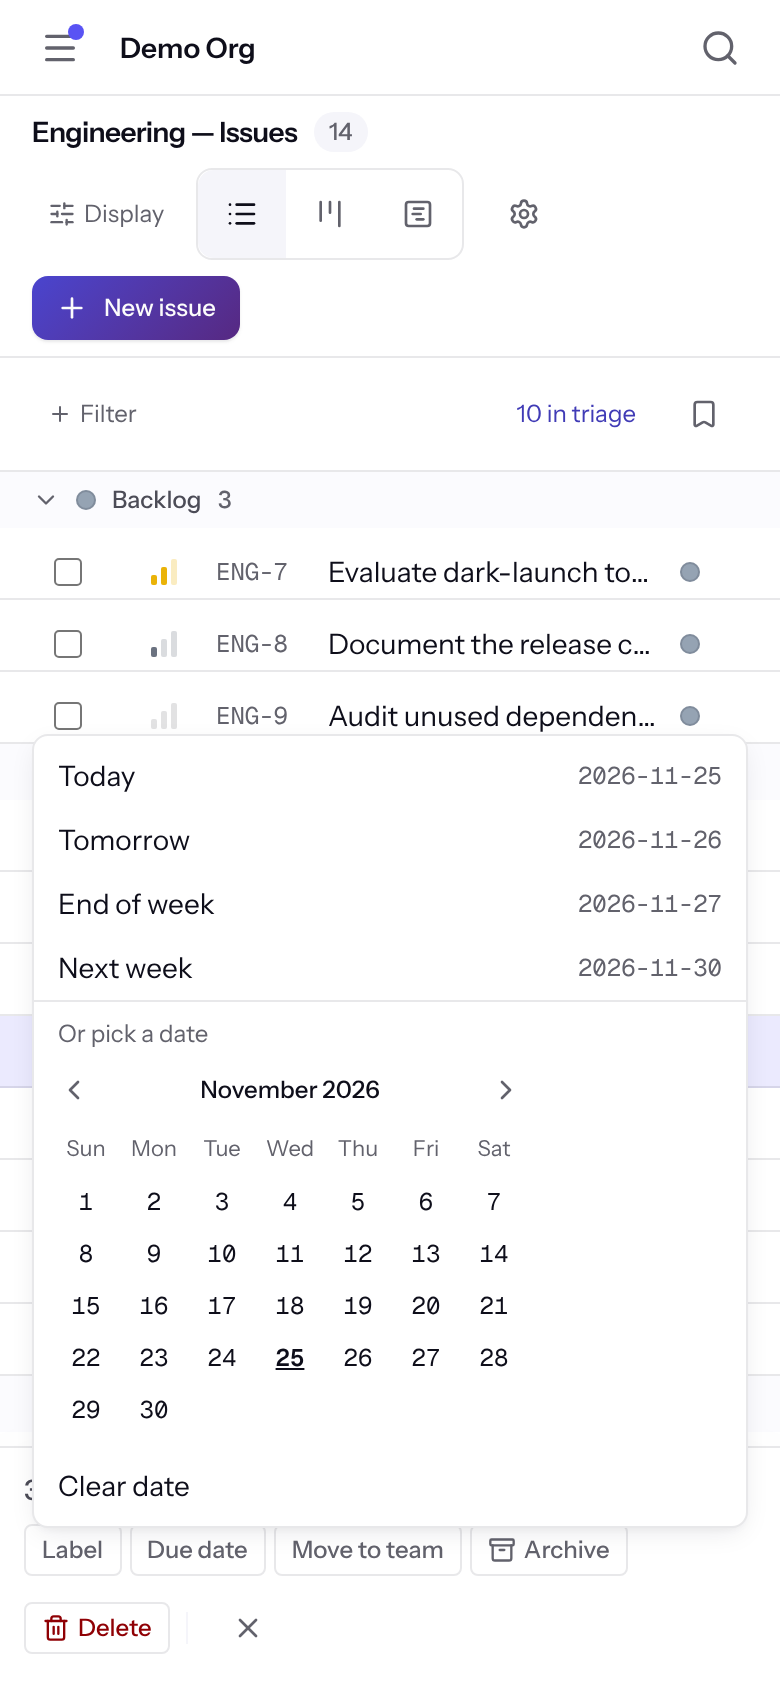 Demo Org
Engineering — Issues 14
Display
New issue
Filter 10 in triage
Backlog 3
ENG-7 Evaluate dark-launch to...
ENG-8 Document the release c...
ENG-9 Audit unused dependen...
Today 2026-11-25
Tomorrow 2026-11-26
End of week 2026-11-27
Next week 2026-11-30
Or pick a date
November 2026
Sun Mon Tue Wed Thu Fri Sat
1 2 3 4 5 6 7
8 9 10 11 12 13 14
15 16 17 18 19 20 21
22 23 24 25 26 27 28
29 30
Clear date
Label Due date Move to team Archive
Delete